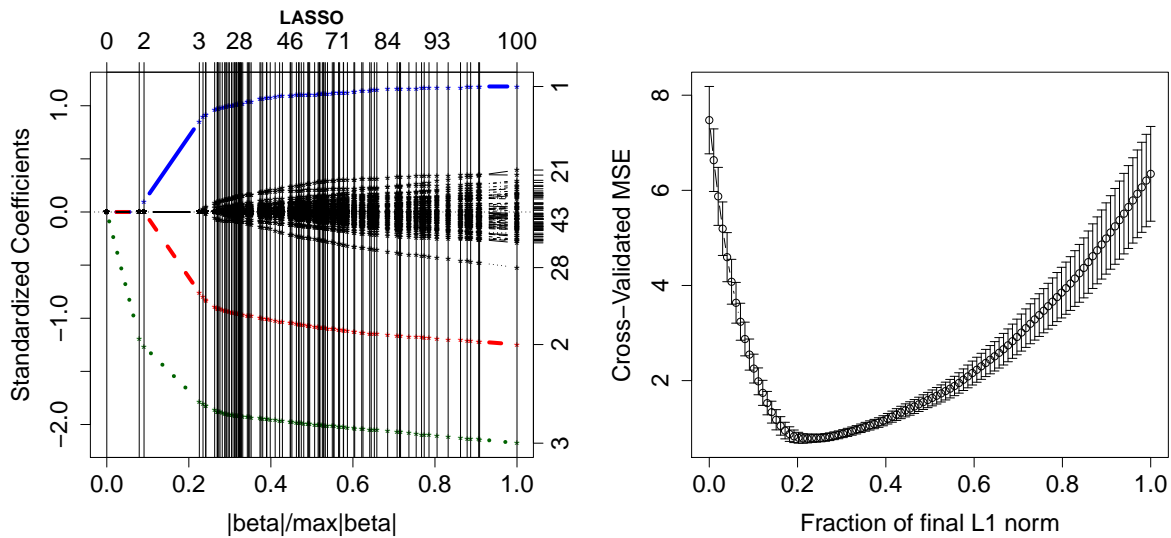 LASSO
0 2 3 28 46 71 84 93 100
Standardized Coefficients
1.0
0.0
−1.0
−2.0
1
21
43
28
2
3
0.0 0.2 0.4 0.6 0.8 1.0
|beta|/max|beta|
Cross−Validated MSE
8
6
4
2
0.0 0.2 0.4 0.6 0.8 1.0
Fraction of final L1 norm